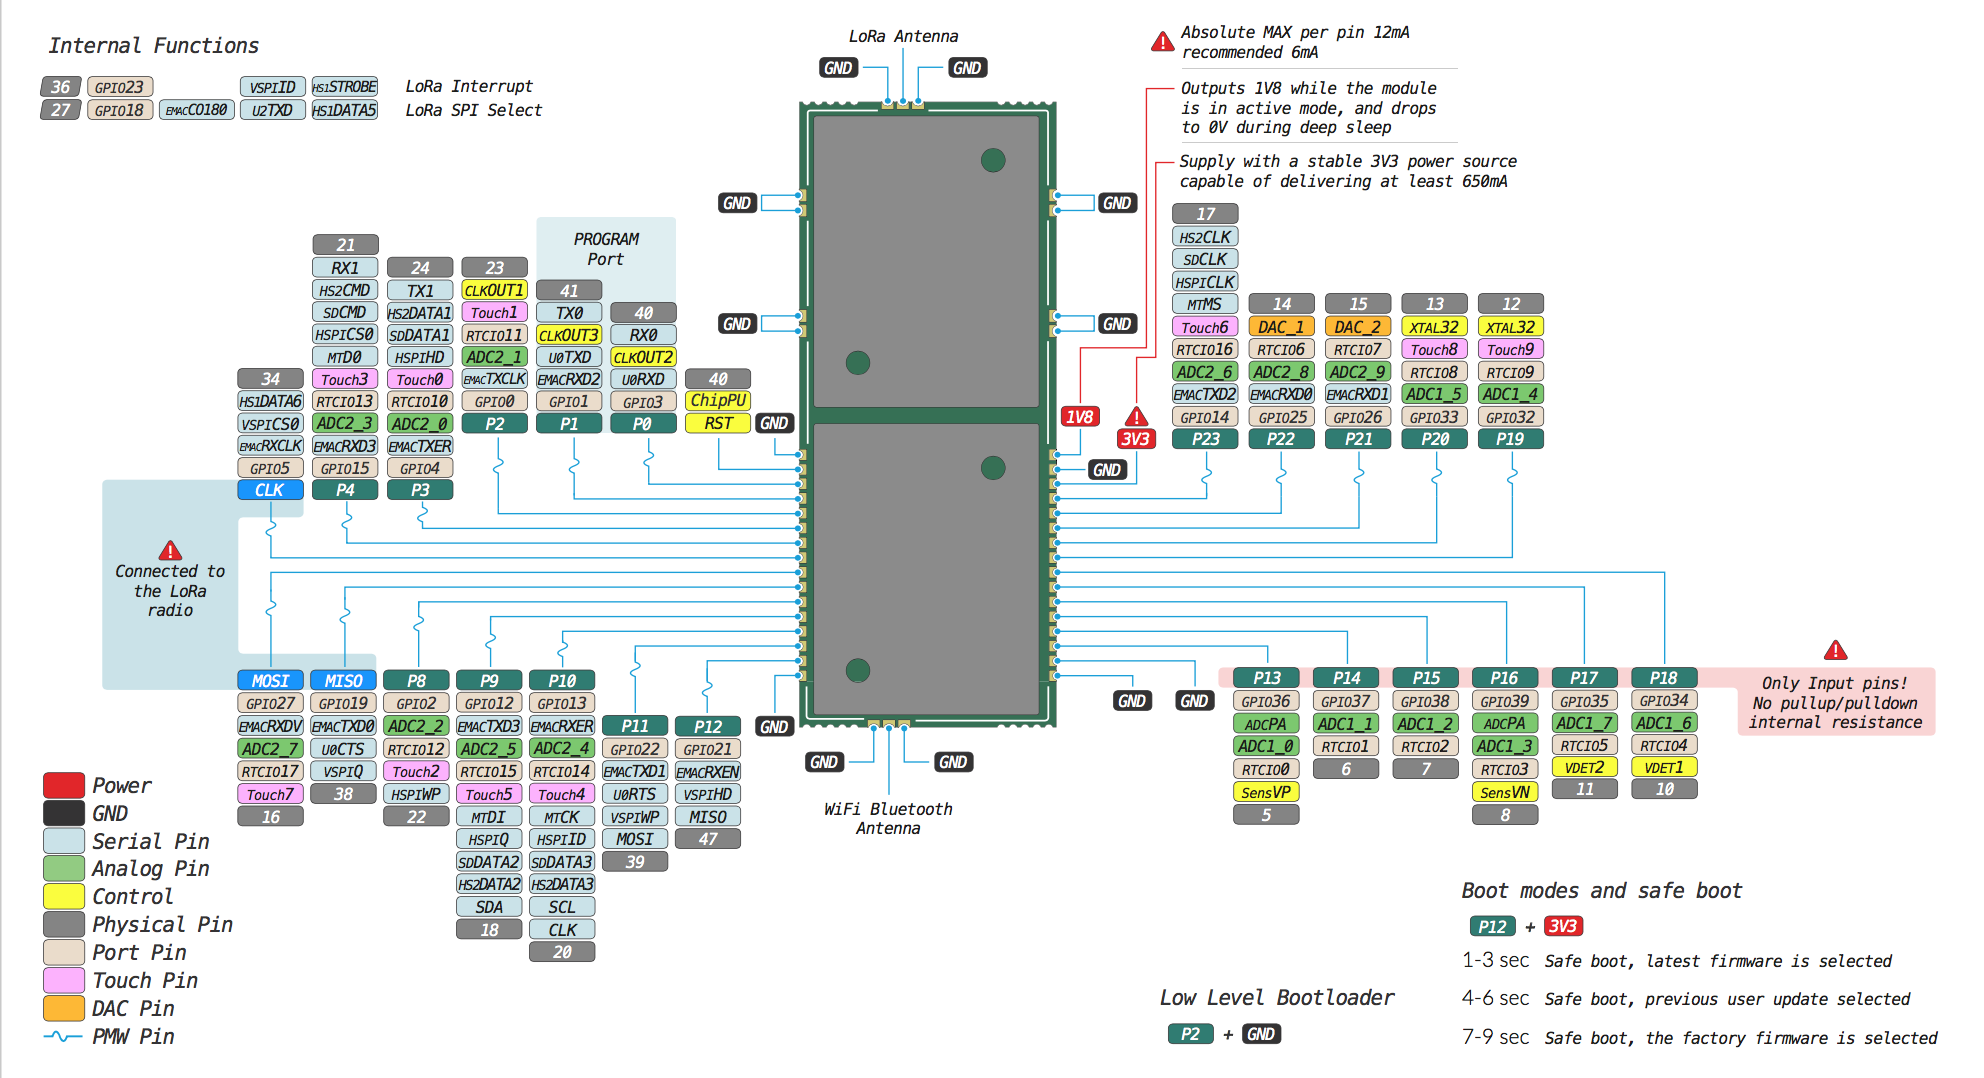 Internal Functions
36 GPIO23 VSPIID HS1STROBE LoRa Interrupt
27 GPIO18 EMACCO180 U2TXD HS1DATA5 LoRa SPI Select
LoRa Antenna
GND GND
Absolute MAX per pin 12mA
recommended 6mA
Outputs 1V8 while the module
is in active mode, and drops
to 0V during deep sleep
Supply with a stable 3V3 power source
capable of delivering at least 650mA
GND GND
GND GND
PROGRAM
Port
34
HS1DATA6
VSPICS0
EMACRXCLK
GPIO5
CLK
21
RX1
HS2CMD
SDCMD
HSPICS0
MTDO
Touch3
RTCIO13
ADC2_3
EMACRXD3
GPIO15
P4
24
TX1
HS2DATA1
SDDATA1
HSPIHD
Touch0
RTCIO10
ADC2_0
EMACTXER
GPIO4
P3
23
CLKOUT1
Touch1
RTCIO11
ADC2_1
EMACTXCLK
GPIO0
P2
41
TX0
CLKOUT3
U0TXD
EMACRXD2
GPIO1
P1
40
RX0
CLKOUT2
U0RXD
GPIO3
P0
40
ChipPU
RST
GND
1V8
3V3
GND
17
HS2CLK
SDCLK
HSPICLK
MTMS
Touch6
RTCIO16
ADC2_6
EMACTXD2
GPIO14
P23
14
DAC_1
RTCIO6
ADC2_8
EMACRXD0
GPIO25
P22
15
DAC_2
RTCIO7
ADC2_9
EMACRXD1
GPIO26
P21
13
XTAL32
Touch8
RTCIO8
ADC1_5
GPIO33
P20
12
XTAL32
Touch9
RTCIO9
ADC1_4
GPIO32
P19
Connected to
the LoRa
radio
MOSI
GPIO27
EMACRXDV
ADC2_7
RTCIO17
Touch7
16
MISO
GPIO19
EMACTXD0
U0CTS
VSPIQ
38
P8
GPIO2
ADC2_2
RTCIO12
Touch2
HSPIWP
22
P9
GPIO12
EMACTXD3
ADC2_5
RTCIO15
Touch5
MTDI
HSPIQ
SDDATA2
HS2DATA2
SDA
18
P10
GPIO13
EMACRXER
ADC2_4
RTCIO14
Touch4
MTCK
HSPIID
SDDATA3
HS2DATA3
SCL
CLK
20
P11
GPIO22
EMACTXD1
U0RTS
VSPIWP
MOSI
39
P12
GPIO21
EMACRXEN
VSPIHD
MISO
47
GND
GND GND
WiFi Bluetooth
Antenna
GND GND
P13
GPIO36
ADCPA
ADC1_0
RTCIO0
SensVP
5
P14
GPIO37
ADC1_1
RTCIO1
6
P15
GPIO38
ADC1_2
RTCIO2
7
P16
GPIO39
ADCPA
ADC1_3
RTCIO3
SensVN
8
P17
GPIO35
ADC1_7
RTCIO5
VDET2
11
P18
GPIO34
ADC1_6
RTCIO4
VDET1
10
Only Input pins!
No pullup/pulldown
internal resistance
Power
GND
Serial Pin
Analog Pin
Control
Physical Pin
Port Pin
Touch Pin
DAC Pin
PMW Pin
Low Level Bootloader
P2 + GND
Boot modes and safe boot
P12 + 3V3
1-3 sec Safe boot, latest firmware is selected
4-6 sec Safe boot, previous user update selected
7-9 sec Safe boot, the factory firmware is selected